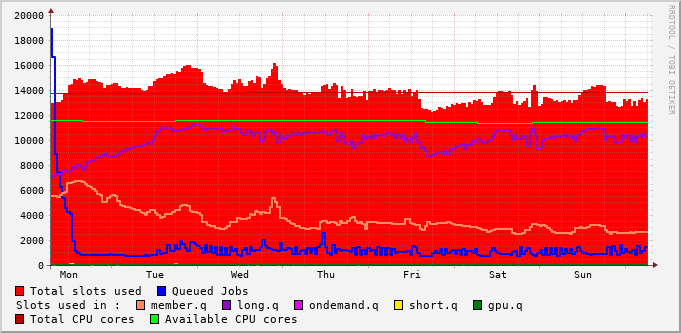 20000
18000
16000
14000
12000
10000
8000
6000
4000
2000
0
Mon Tue Wed Thu Fri Sat Sun
RRDTOOL / TOBI OETIKER
Total slots used Queued Jobs
Slots used in : member.q long.q ondemand.q short.q gpu.q
Total CPU cores Available CPU cores